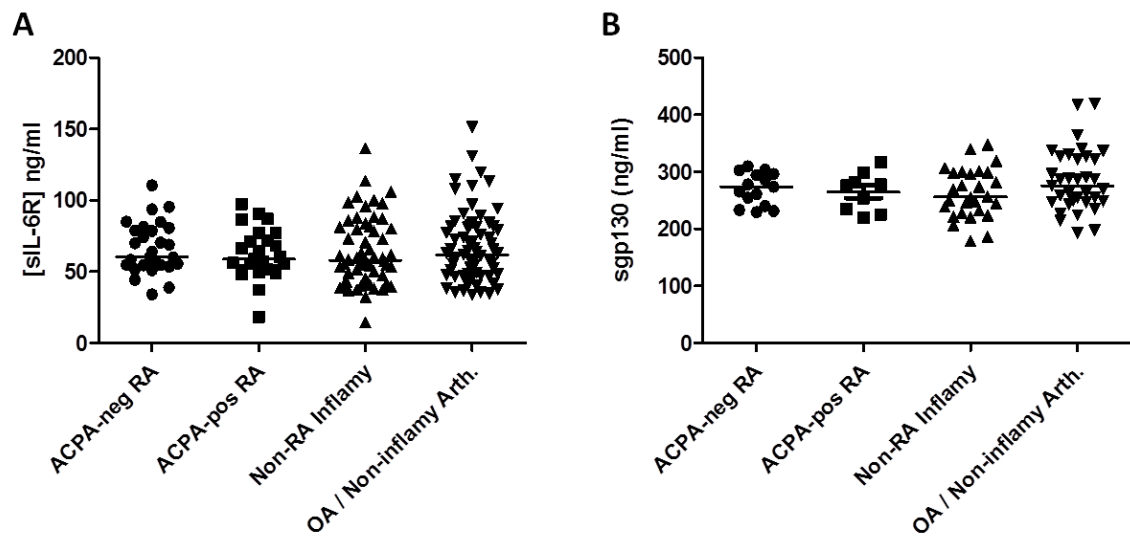 A
[sIL-6R] ng/ml
200
150
100
50
0
ACPA-neg RA
ACPA-pos RA
Non-RA Inflamy
OA / Non-inflamy Arth.
B
sgp130 (ng/ml)
500
400
300
200
100
0
ACPA-neg RA
ACPA-pos RA
Non-RA Inflamy
OA / Non-inflamy Arth.